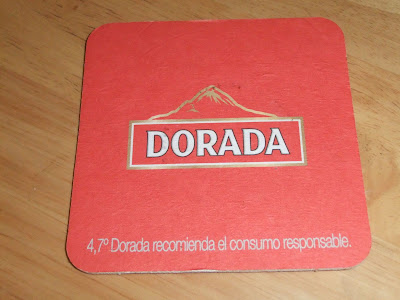 DORADA
4,7º Dorada recomienda el consumo responsable.